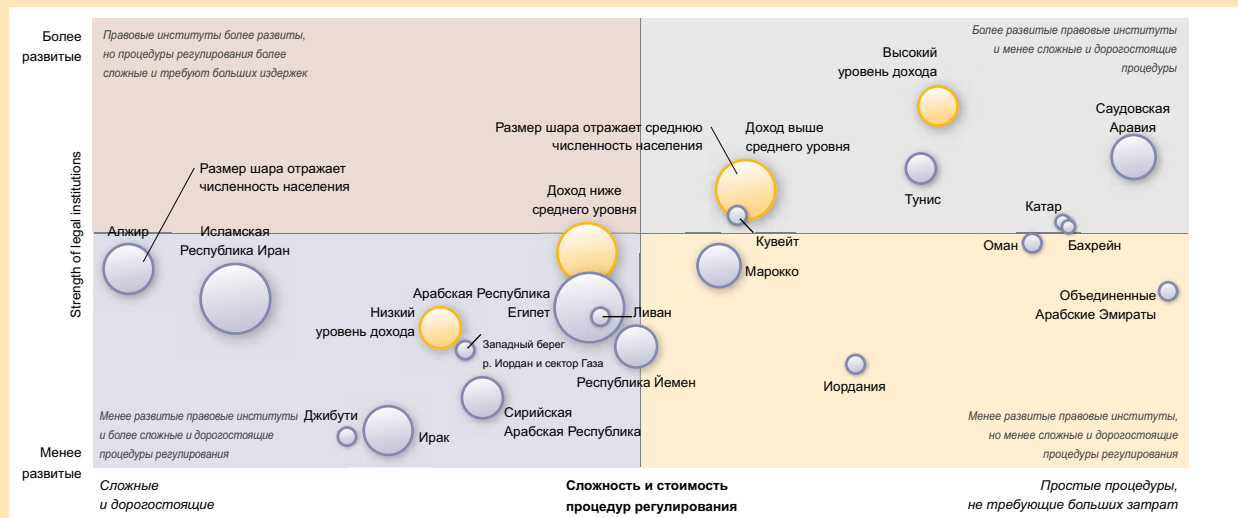 Более
развитые
Правовые институты более развиты,
но процедуры регулирования более
сложные и требуют больших издержек
Более развитые правовые институты
и менее сложные и дорогостоящие
процедуры
Высокий
уровень дохода
Саудовская
Аравия
Размер шара отражает среднюю
численность населения
Доход выше
среднего уровня
Размер шара отражает
численность населения
Доход ниже
среднего уровня
Тунис
Катар
Алжир
Исламская
Республика Иран
Кувейт
Оман
Бахрейн
Марокко
Strength of legal institutions
Арабская Республика
Египет
Ливан
Объединенные
Арабские Эмираты
Низкий
уровень дохода
Западный берег
р. Иордан и сектор Газа
Республика Йемен
Иордания
Джибути
Ирак
Сирийская
Арабская Республика
Менее развитые правовые институты
и более сложные и дорогостоящие
процедуры регулирования
Менее развитые правовые институты,
но менее сложные и дорогостоящие
процедуры регулирования
Менее
развитые
Сложные
и дорогостоящие
Сложность и стоимость
процедур регулирования
Простые процедуры,
не требующие больших затрат